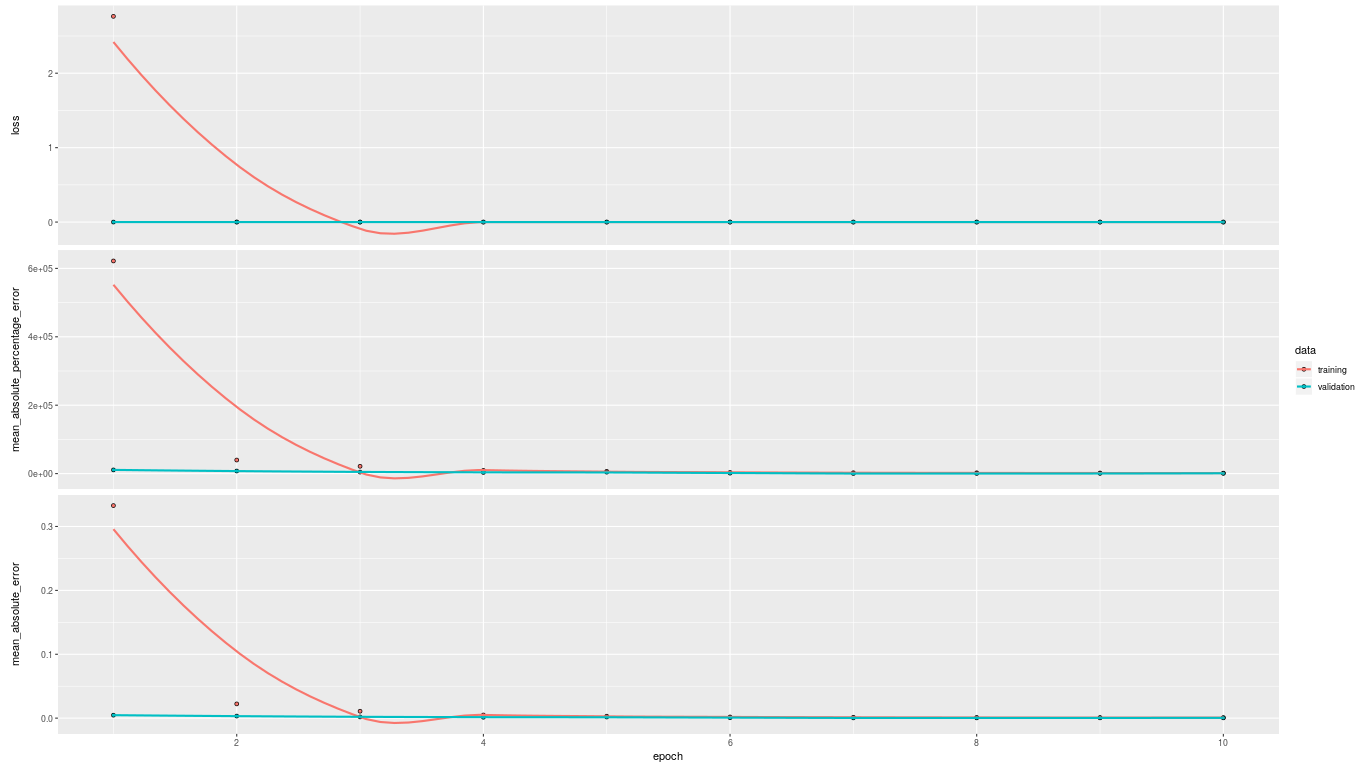 loss
2
1
0
mean_absolute_percentage_error
6e+05
4e+05
2e+05
0e+00
mean_absolute_error
0.3
0.2
0.1
0.0
2 4 6 8 10
epoch
data
training
validation